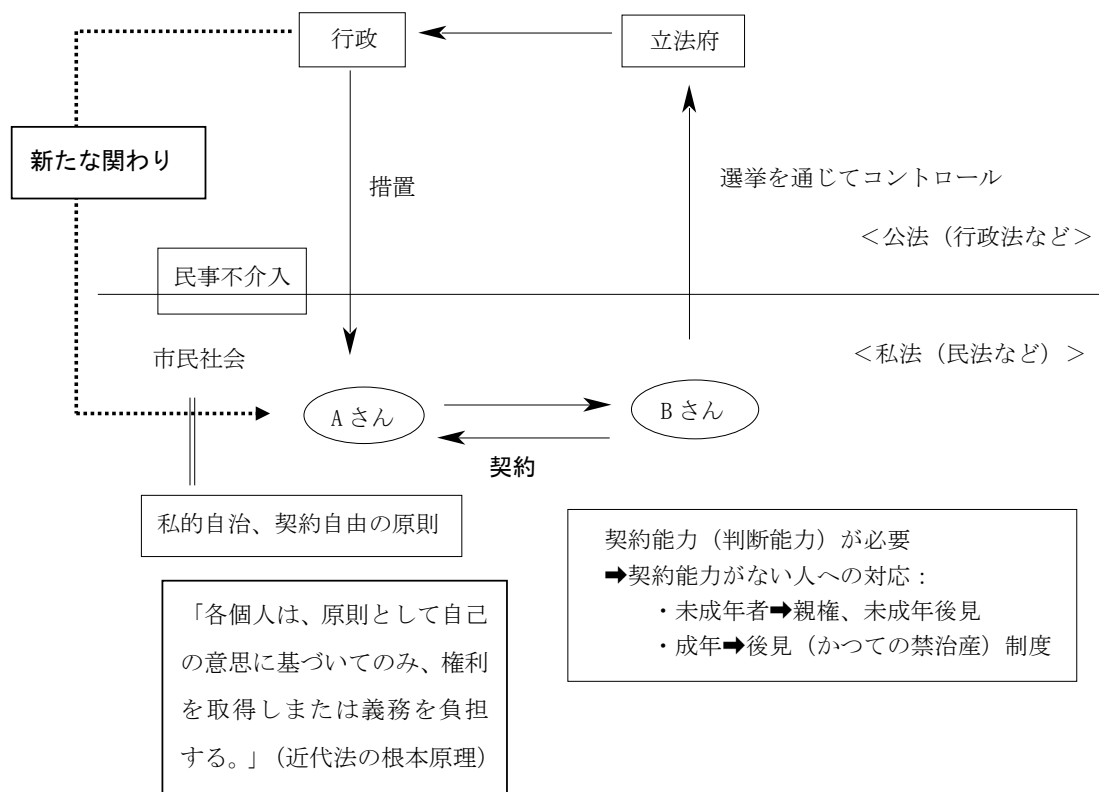 行政
立法府
新たな関わり
措置
選挙を通じてコントロール
＜公法（行政法など＞
民事不介入
市民社会
＜私法（民法など）＞
Aさん
Bさん
契約
私的自治、契約自由の原則
契約能力（判断能力）が必要
➡契約能力がない人への対応：
・未成年者➡親権、未成年後見
・成年➡後見（かつての禁治産）制度
「各個人は、原則として自己
の意思に基づいてのみ、権利
を取得しまたは義務を負担
する。」（近代法の根本原理）